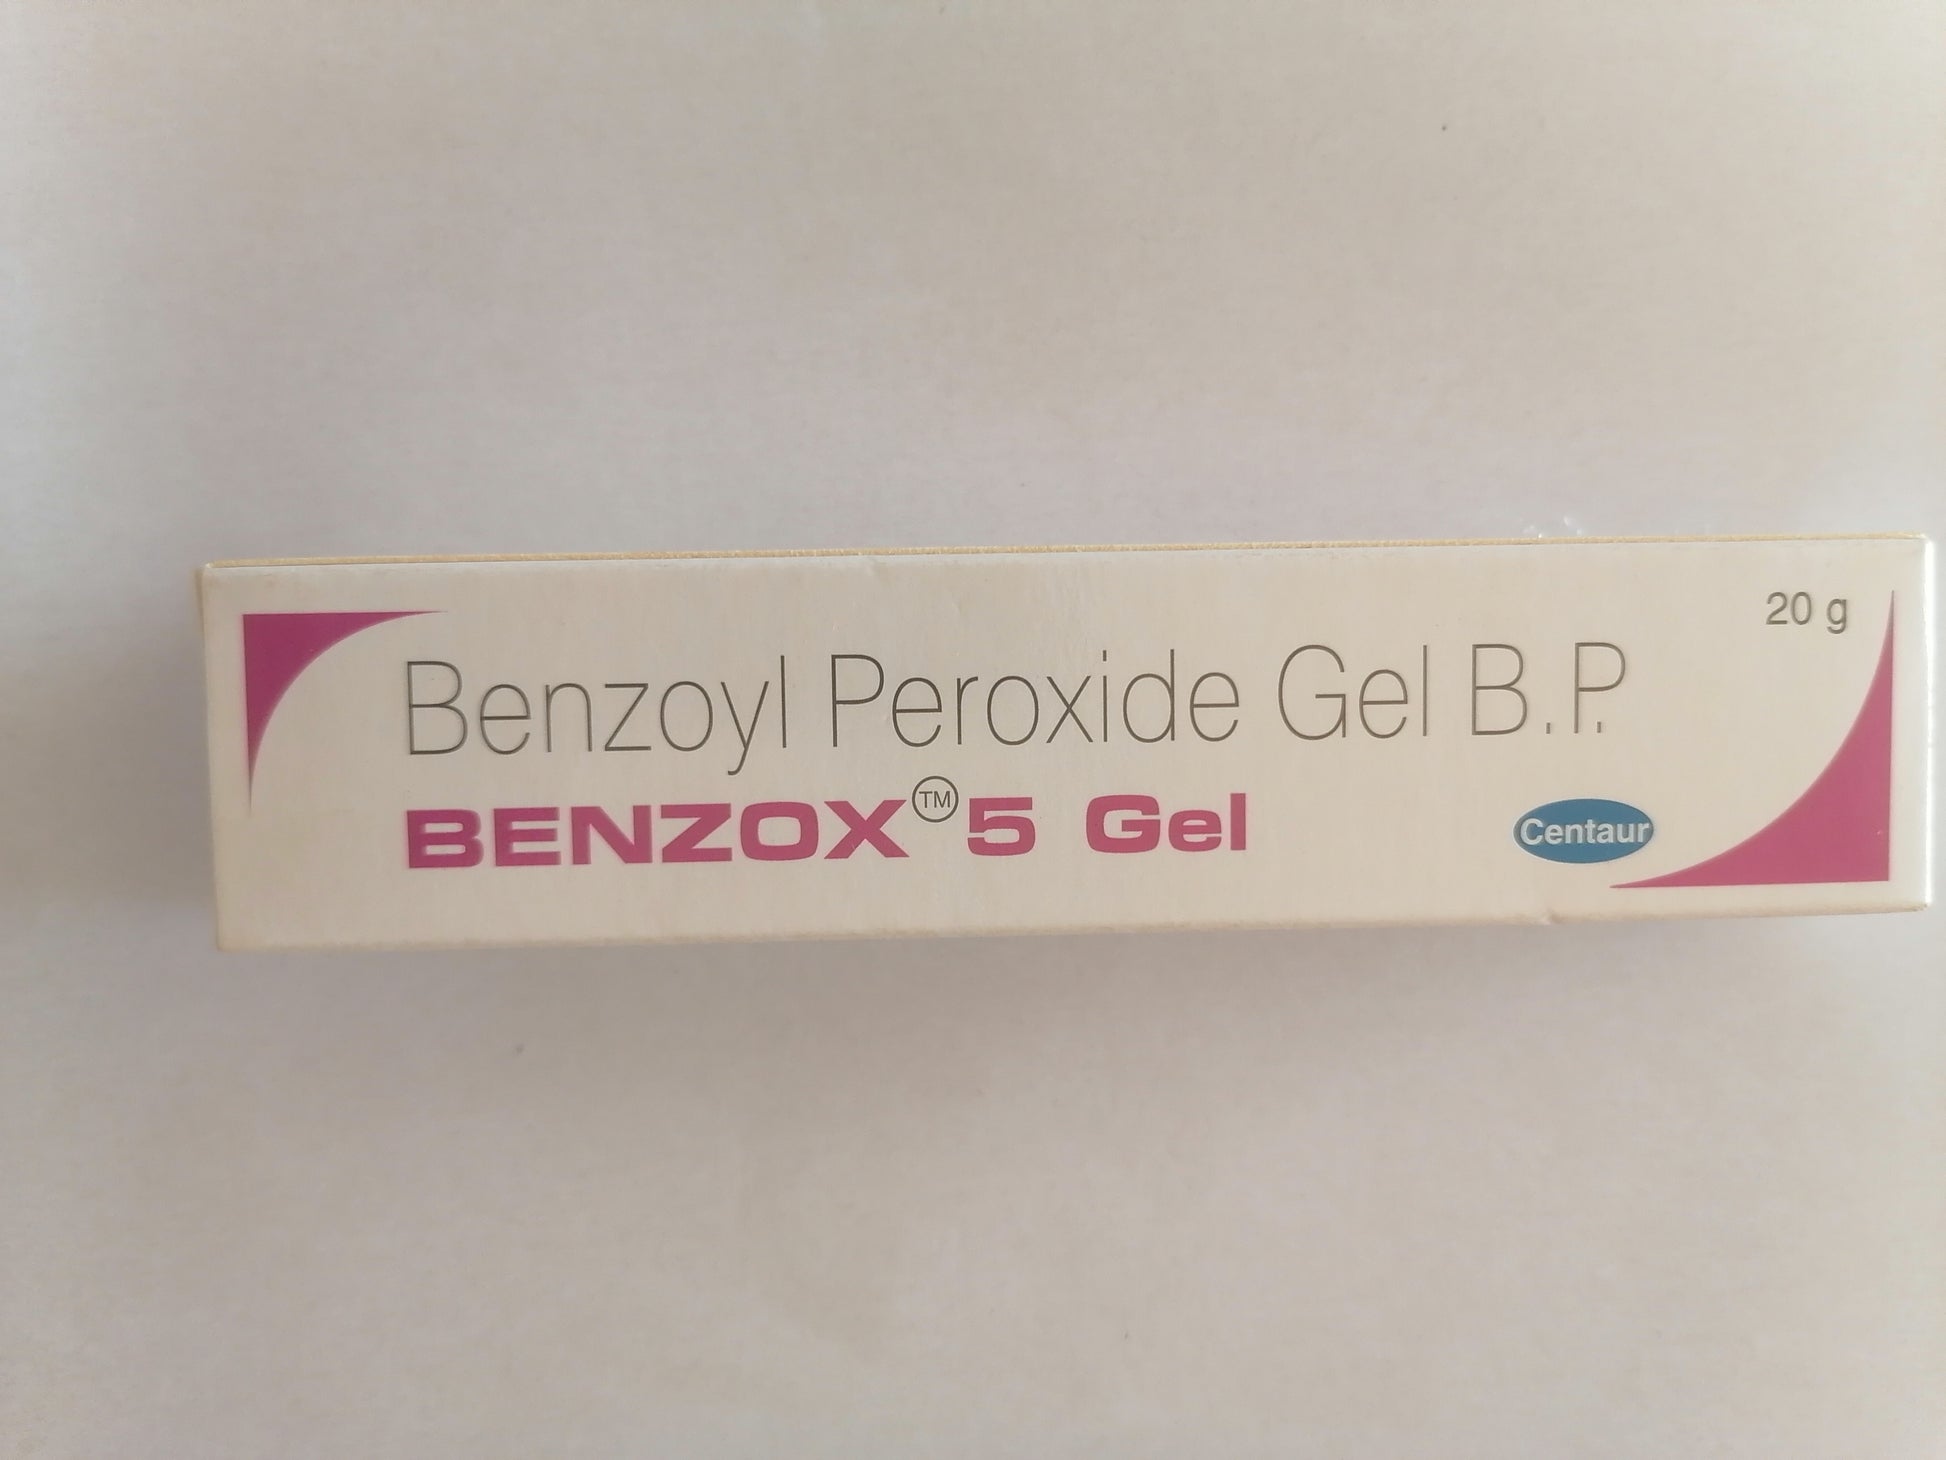 20 g
Benzoyl Peroxide Gel B.P.
BENZOX™ 5 Gel
Centaur